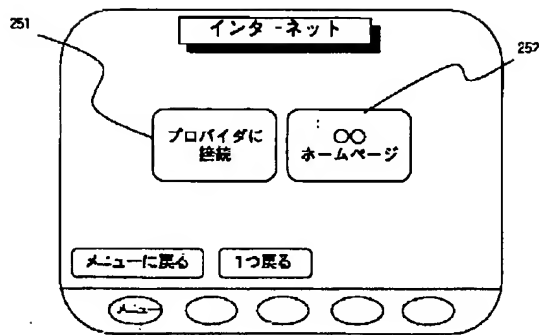 251
インターネット
252
プロバイダに
接続
○○
ホームページ
メニューに戻る
1つ戻る
メニュー